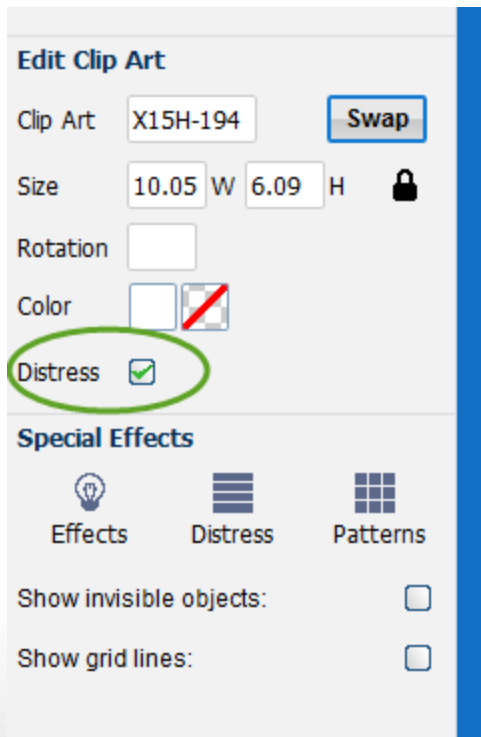 Edit Clip Art
Clip Art X15H-194 Swap
Size 10.05 W 6.09 H
Rotation
Color
Distress
Special Effects
Effects Distress Patterns
Show invisible objects:
Show grid lines: